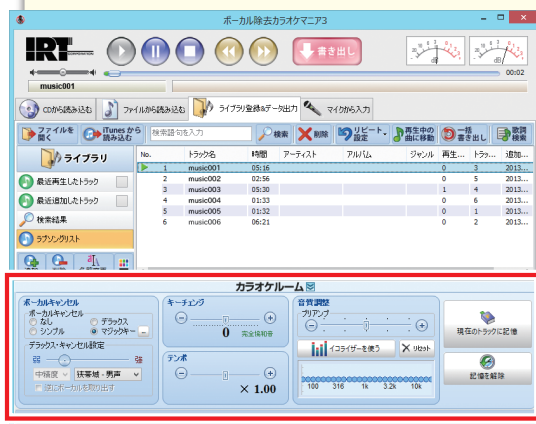 ボーカル除去カラオケマニア3
IRT
書き出し
dB
dB
00:02
music001
CDから読み込む
ファイルから読み込む
ライブラリ登録&データ出力
マイクから入力
ファイルを開く
iTunesから読み込む
検索語句を入力
検索
削除
リピート設定
再生中の曲に移動
一括書き出し
歌詞検索
ライブラリ
最近再生したトラック
最近追加したトラック
検索結果
ラブソングリスト
No. トラック名 時間 アーティスト アルバム ジャンル 再生... トラッ... 追加...
1 music001 05:16 0 3 2013...
2 music002 02:56 0 5 2013...
3 music003 05:30 1 4 2013...
4 music004 01:33 0 6 2013...
5 music005 01:32 0 1 2013...
6 music006 06:21 0 2 2013...
カラオケルーム
ボーカルキャンセル
ボーカルキャンセル
なし
デラックス
シンプル
マジックキー
...
デラックス・キャンセル設定
弱
強
中精度
狭帯域・男声
逆にボーカルを取り出す
キーチェンジ
0 完全協和音
テンポ
× 1.00
音質調整
プリアンプ
イコライザーを使う
リセット
100 316 1k 3.2k 10k
現在のトラックに記憶
記憶を解除